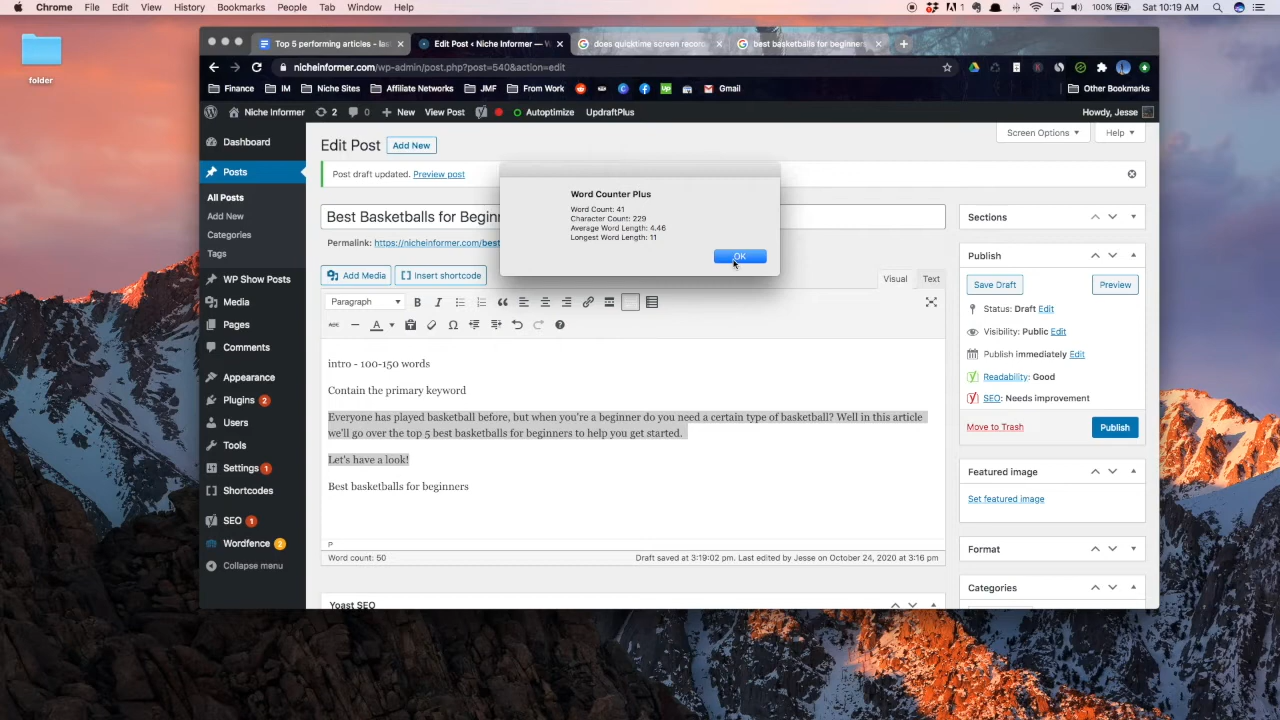 Chrome File Edit View History Bookmarks People Tab Window Help
1 100% Sat 10:19 AM
folder
Top 5 performing articles - las
Edit Post ‹ Niche Informer — W
does quicktime screen record
best basketballs for beginners
nicheinformer.com/wp-admin/post.php?post=540&action=edit
Finance IM Niche Sites Affiliate Networks JMF From Work Gmail Other Bookmarks
Niche Informer 2 0 New View Post Autoptimize UpdraftPlus Howdy, Jesse
Dashboard
Posts
All Posts
Add New
Categories
Tags
WP Show Posts
Media
Pages
Comments
Appearance
Plugins 2
Users
Tools
Settings 1
Shortcodes
SEO 1
Wordfence 2
Collapse menu
Screen Options Help
Edit Post Add New
Post draft updated. Preview post
Best Basketballs for Beginn
Permalink: https://nicheinformer.com/best
Add Media Insert shortcode
Visual Text
Paragraph
ABC
Word Counter Plus
Word Count: 41
Character Count: 229
Average Word Length: 4.46
Longest Word Length: 11
OK
intro - 100-150 words
Contain the primary keyword
Everyone has played basketball before, but when you're a beginner do you need a certain type of basketball? Well in this article
we'll go over the top 5 best basketballs for beginners to help you get started.
Let's have a look!
Best basketballs for beginners
P
Word count: 50
Draft saved at 3:19:02 pm. Last edited by Jesse on October 24, 2020 at 3:16 pm
Yoast SEO
Sections
Publish
Save Draft Preview
Status: Draft Edit
Visibility: Public Edit
Publish immediately Edit
Readability: Good
SEO: Needs improvement
Move to Trash Publish
Featured image
Set featured image
Format
Categories